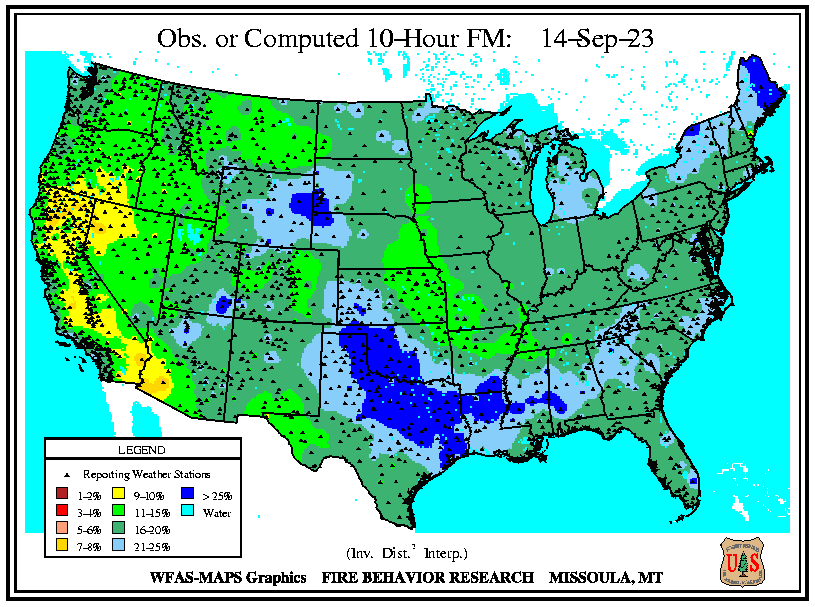 Obs. or Computed 10-Hour FM: 14-Sep-23
LEGEND
Reporting Weather Stations
1-2% 9-10% > 25%
3-4% 11-15% Water
5-6% 16-20%
7-8% 21-25%
(Inv. Dist.² Interp.)
WFAS-MAPS Graphics FIRE BEHAVIOR RESEARCH MISSOULA, MT
U S